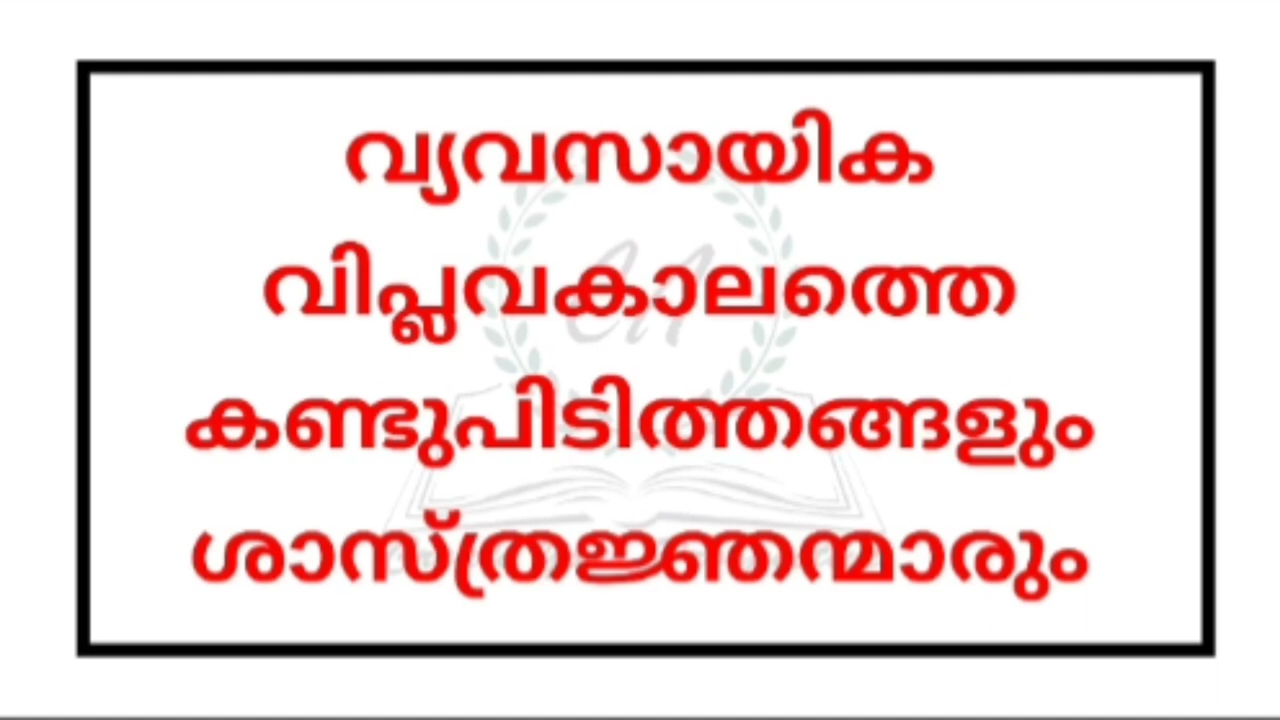 വ്യവസായിക
വിപ്ലവകാലത്തെ
കണ്ടുപിടിത്തങ്ങളും
ശാസ്ത്രജ്ഞന്മാരും